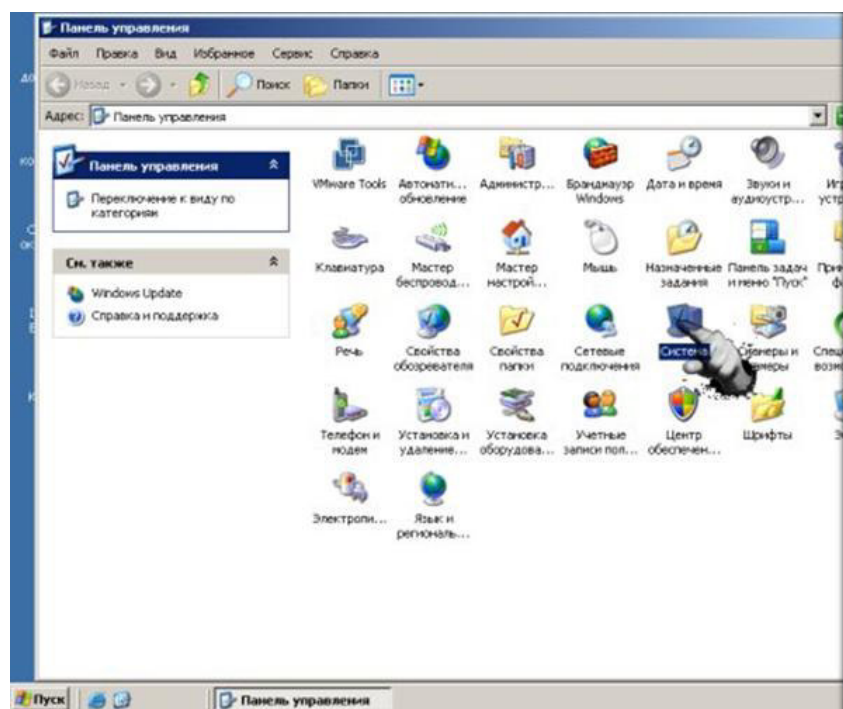 Панель управления
Файл Правка Вид Избранное Сервис Справка
Назад Поиск Папки
Адрес: Панель управления
Панель управления
Переключение к виду по
категориям
См. также
Windows Update
Справка и поддержка
VMware Tools
Автомати...
обновление
Администр...
Брандмауэр
Windows
Дата и время
Звуки и
аудиоустр...
Клавиатура
Мастер
беспровод...
Мастер
настрой...
Мышь
Назначенные
задания
Панель задач
и меню "Пуск"
Речь
Свойства
обозревателя
Свойства
папки
Сетевые
подключения
Система
Сканеры и
камеры
Телефон и
модем
Установка и
удаление...
Установка
оборудова...
Учетные
записи пол...
Центр
обеспечен...
Шрифты
Электропи...
Язык и
региональ...
Пуск Панель управления